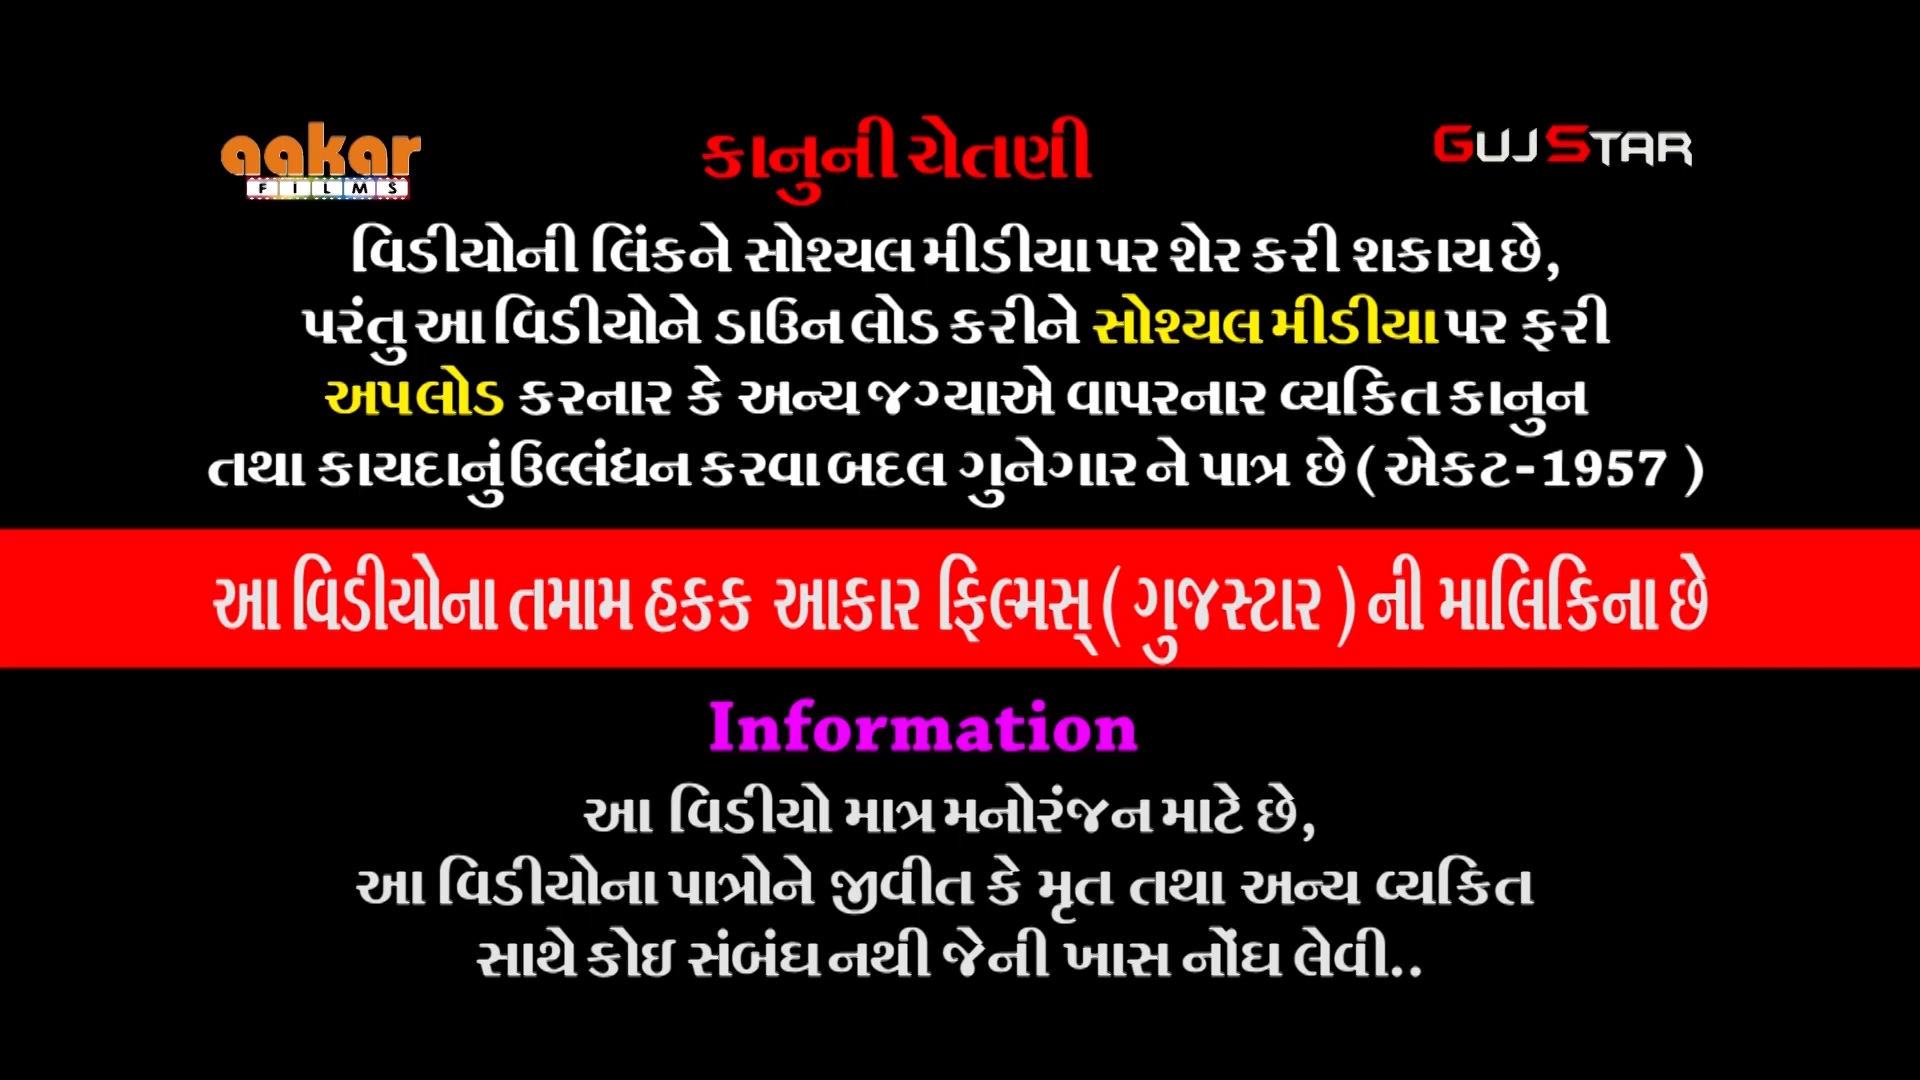 aakar
FILMS
કાનુની ચેતણી
GUJSTAR
વિડીયોની લિંકને સોશ્યલ મીડીયા પર શેર કરી શકાય છે,
પરંતુ આ વિડીયોને ડાઉન લોડ કરીને સોશ્યલ મીડીયા પર ફરી
અપલોડ કરનાર કે અન્ય જગ્યાએ વાપરનાર વ્યકિત કાનુન
તથા કાયદાનું ઉલ્લંઘન કરવા બદલ ગુનેગાર ને પાત્ર છે ( એકટ-1957 )
આ વિડીયોના તમામ હકક આકાર ફિલ્મસ્ ( ગુજસ્ટાર ) ની માલિકિના છે
Information
આ વિડીયો માત્ર મનોરંજન માટે છે,
આ વિડીયોના પાત્રોને જીવીત કે મૃત તથા અન્ય વ્યકિત
સાથે કોઇ સંબંઘ નથી જેની ખાસ નોંઘ લેવી..